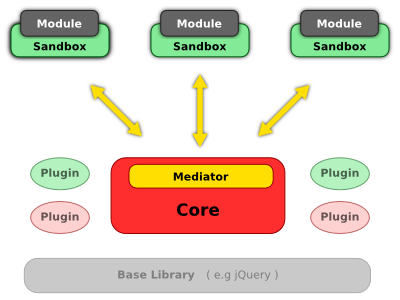 Module Module Module
Sandbox Sandbox Sandbox
Mediator
Plugin Plugin
Core
Plugin Plugin
Base Library ( e.g jQuery )